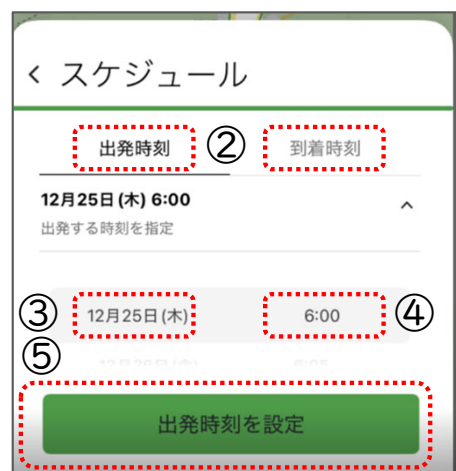 < スケジュール
出発時刻 ② 到着時刻
12月25日(木) 6:00
出発する時刻を指定
③ 12月25日(木) 6:00 ④
⑤
出発時刻を設定